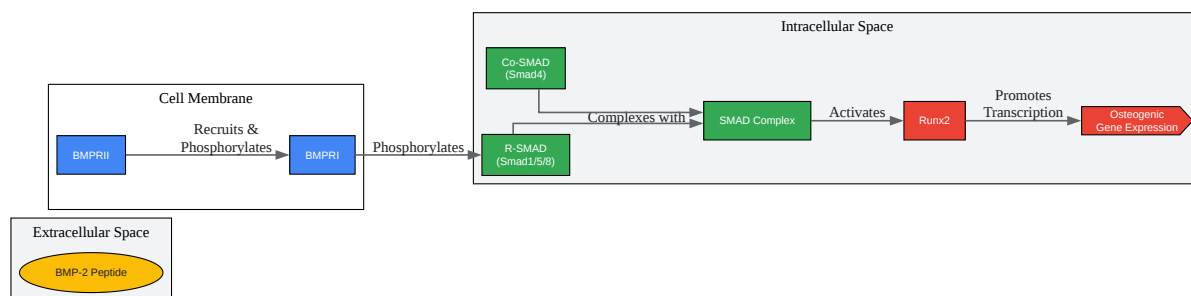 Intracellular Space
Co-SMAD
(Smad4)
Cell Membrane
BMPRII
Recruits &
Phosphorylates
BMPRI
Phosphorylates
R-SMAD
(Smad1/5/8)
Complexes with
SMAD Complex
Activates
Runx2
Promotes
Transcription
Osteogenic
Gene Expression
Extracellular Space
BMP-2 Peptide